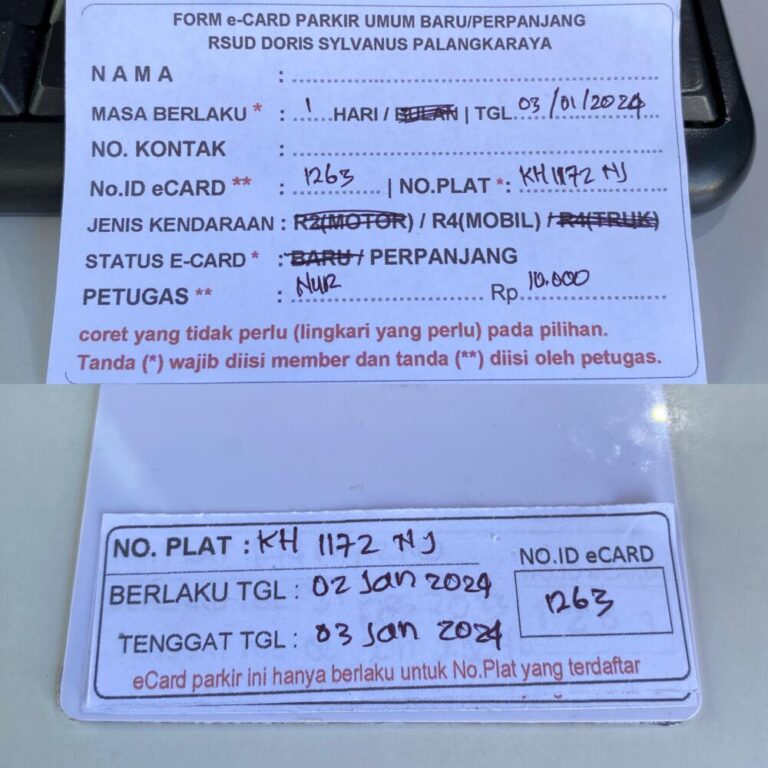 FORM e-CARD PARKIR UMUM BARU/PERPANJANG
RSUD DORIS SYLVANUS PALANGKARAYA
NAMA :
MASA BERLAKU * : 1 HARI / BULAN | TGL 03/01/2024
NO. KONTAK :
No.ID eCARD ** : 1263 | NO.PLAT *: KH 1172 NJ
JENIS KENDARAAN : R2(MOTOR) / R4(MOBIL) / R4(TRUK)
STATUS E-CARD * : BARU / PERPANJANG
PETUGAS ** : NUR Rp 10.000
coret yang tidak perlu (lingkari yang perlu) pada pilihan.
Tanda (*) wajib diisi member dan tanda (**) diisi oleh petugas.
NO. PLAT : KH 1172 NJ
NO.ID eCARD
BERLAKU TGL : 02 Jan 2024
1263
TENGGAT TGL : 03 Jan 2024
eCard parkir ini hanya berlaku untuk No.Plat yang terdaftar